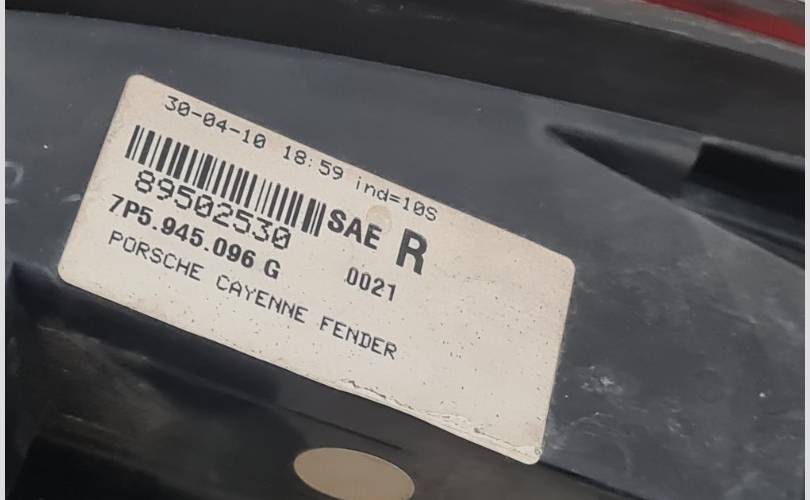 30-04-10 18:59 ind=10S
89502530 SAE R
7P5.945.096 G 0021
PORSCHE CAYENNE FENDER